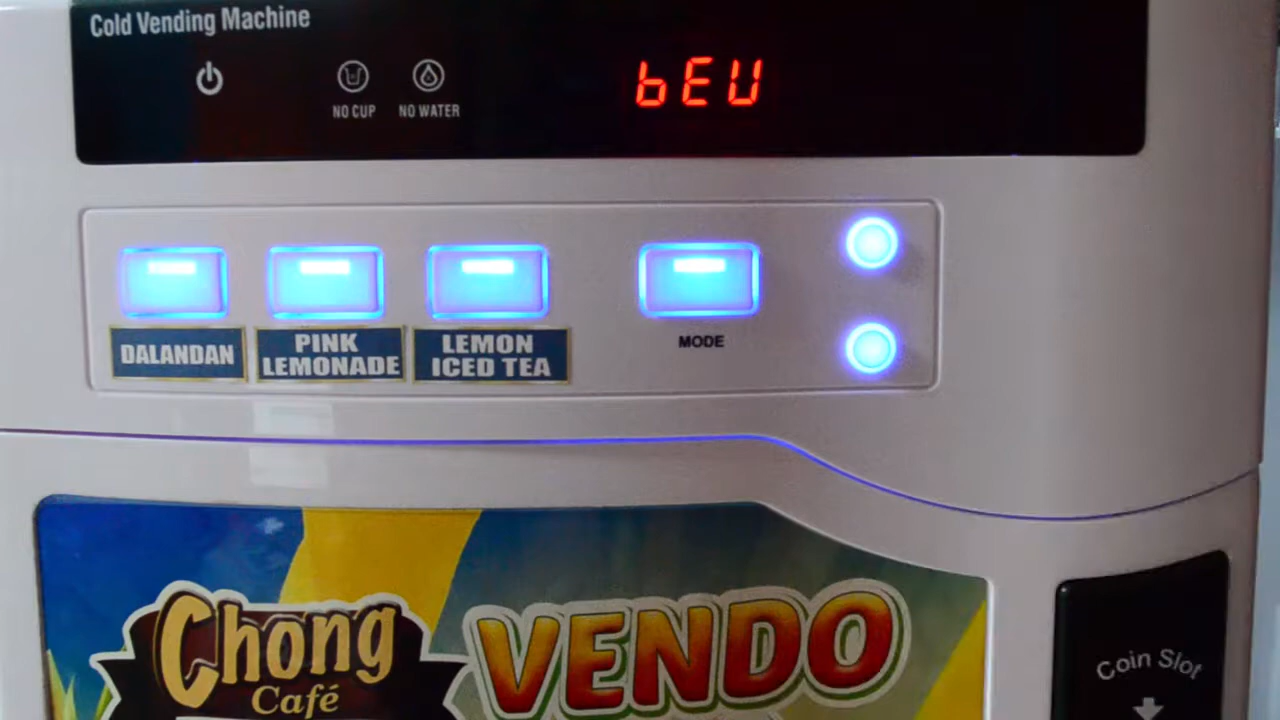 Cold Vending Machine
NO CUP
NO WATER
bEU
DALANDAN
PINK
LEMONADE
LEMON
ICED TEA
MODE
Chong
Café
VENDO
Coin Slot